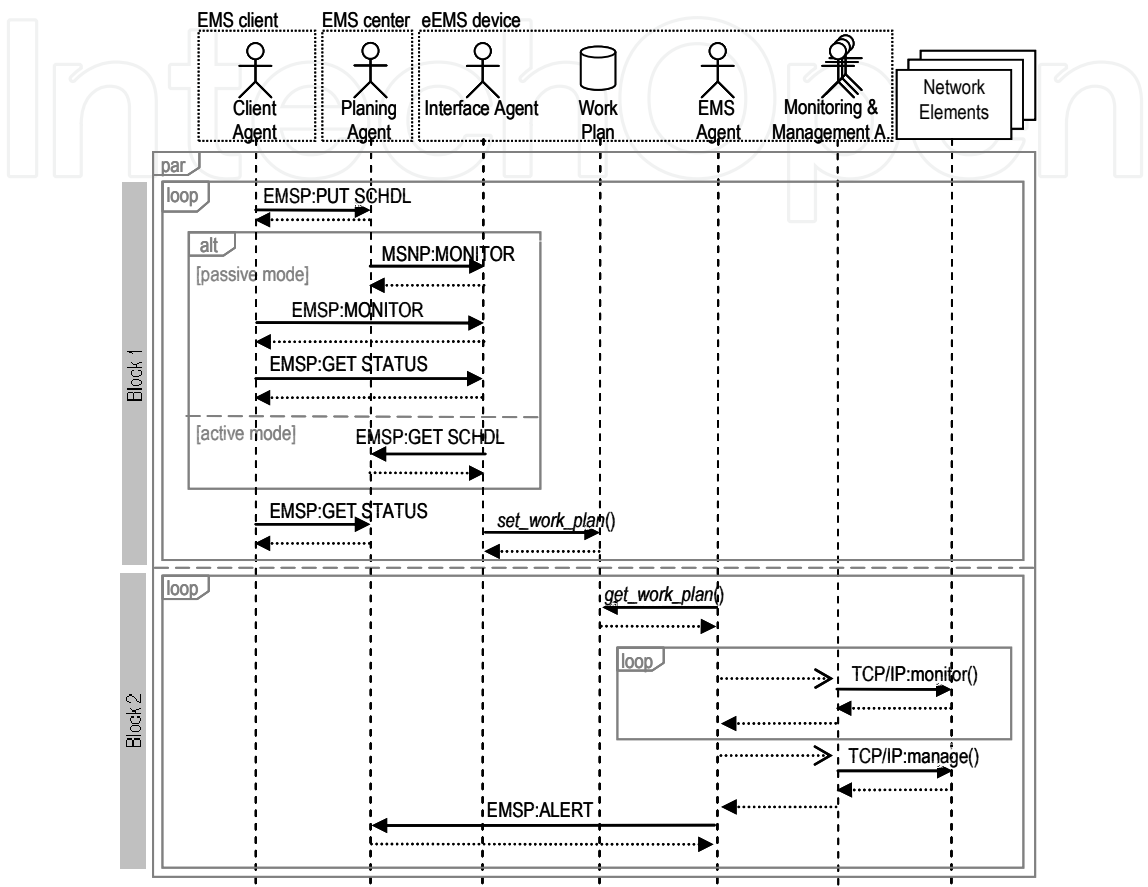 IntechOpen
EMS client
EMS center
eEMS device
Client
Agent
Planing
Agent
Interface Agent
Work
Plan
EMS
Agent
Monitoring &
Management A.
Network
Elements
par
loop
EMSP:PUT SCHDL
alt
[passive mode]
MSNP:MONITOR
EMSP:MONITOR
EMSP:GET STATUS
[active mode]
EMSP:GET SCHDL
EMSP:GET STATUS
set_work_plan()
Block 1
loop
get_work_plan()
loop
TCP/IP:monitor()
TCP/IP:manage()
EMSP:ALERT
Block 2